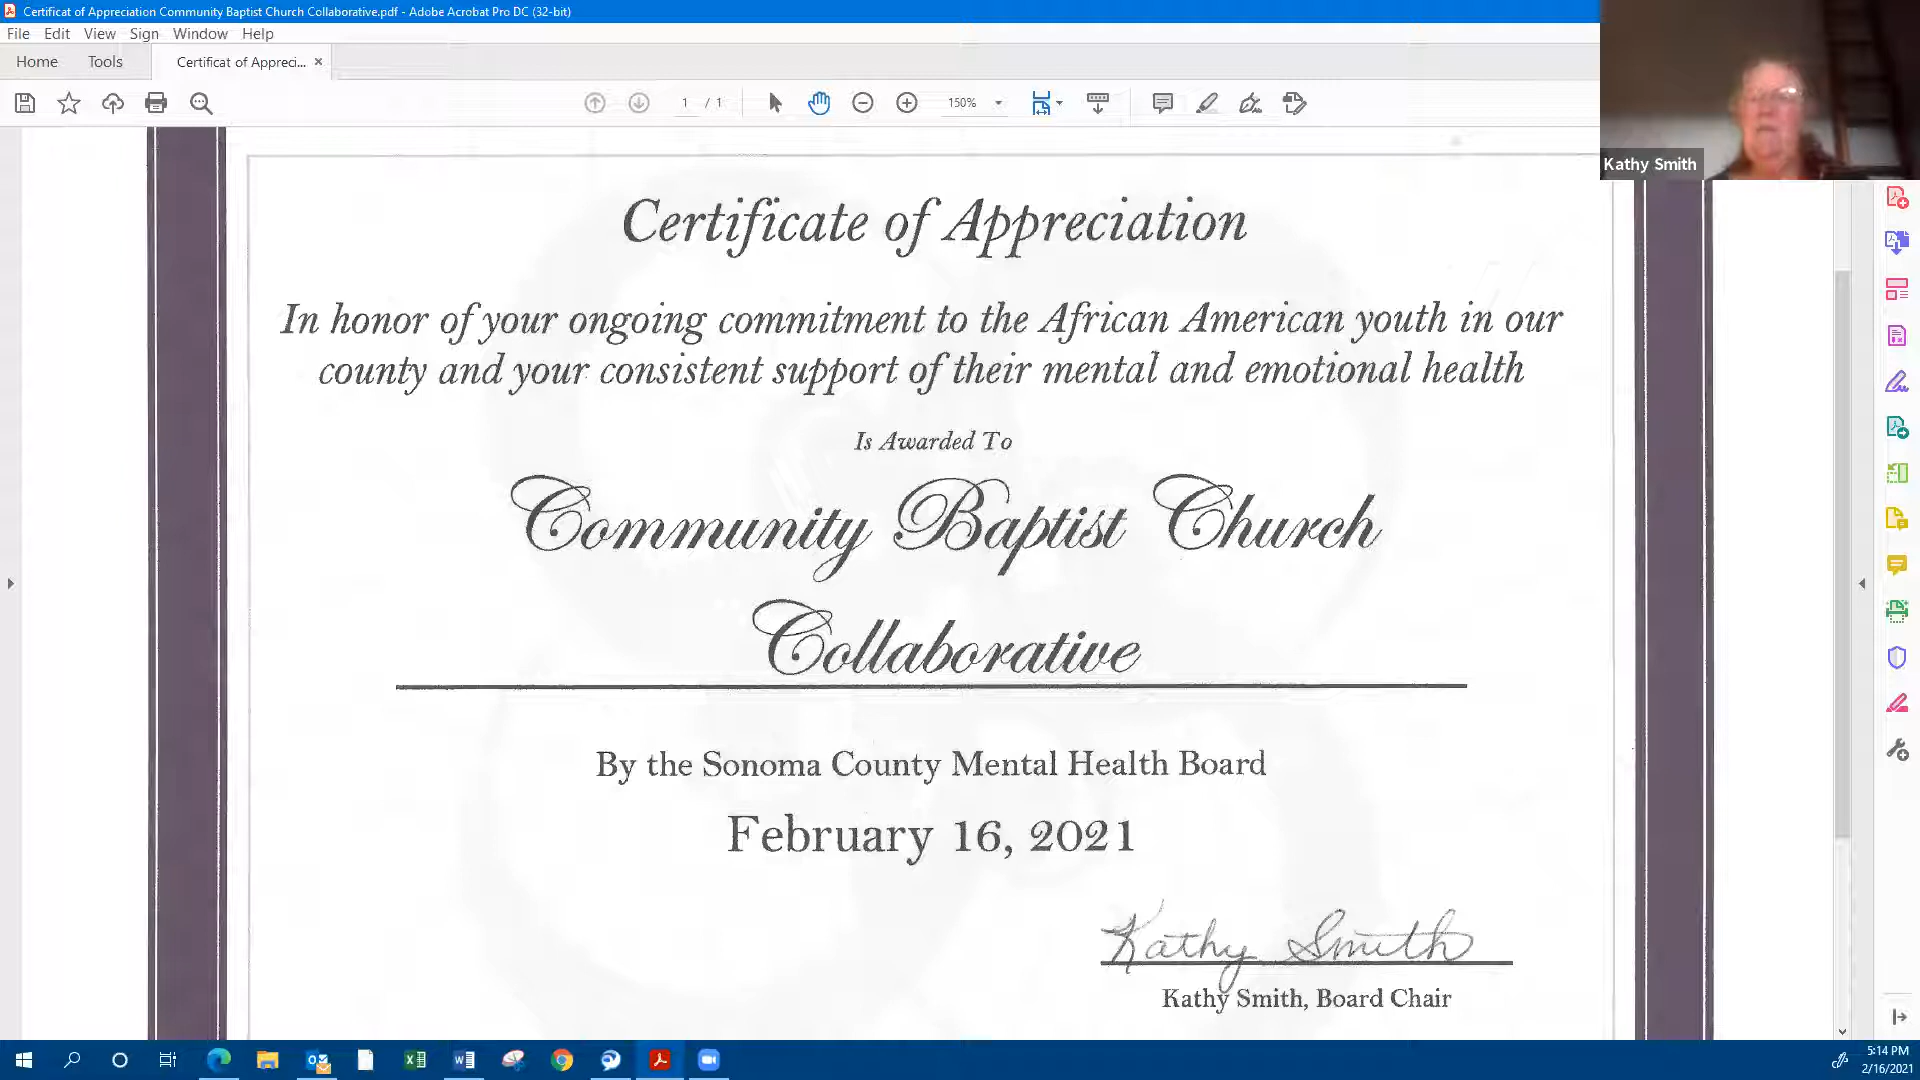 Certificat of Appreciation Community Baptist Church Collaborative.pdf - Adobe Acrobat Pro DC (32-bit)
File Edit View Sign Window Help
Home Tools Certificat of Appreci... ×
1 / 1 150%
Kathy Smith
Certificate of Appreciation
In honor of your ongoing commitment to the African American youth in our
county and your consistent support of their mental and emotional health
Is Awarded To
Community Baptist Church
Collaborative
By the Sonoma County Mental Health Board
February 16, 2021
Kathy Smith
Kathy Smith, Board Chair
5:14 PM
2/16/2021